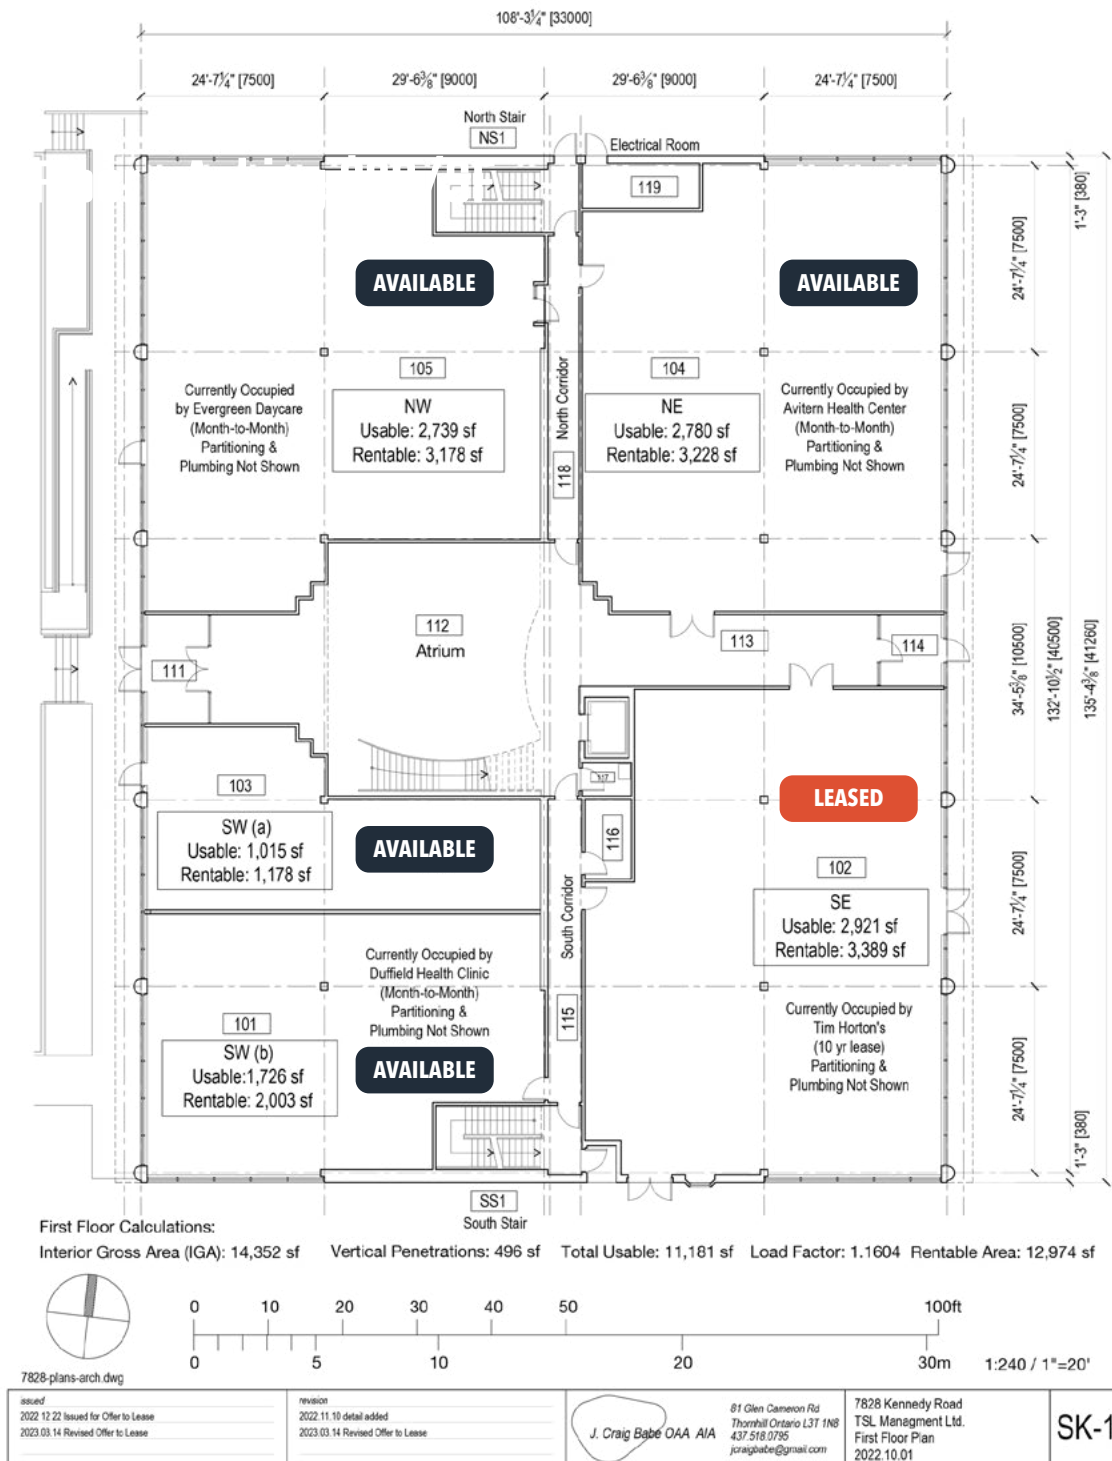 108'-3¼" [33000]
24'-7¼" [7500]
29'-6⅜" [9000]
29'-6⅜" [9000]
24'-7¼" [7500]
North Stair
NS1
Electrical Room
119
1'-3" [380]
24'-7¼" [7500]
AVAILABLE
AVAILABLE
105
104
North Corridor
118
Currently Occupied
by Evergreen Daycare
(Month-to-Month)
Partitioning &
Plumbing Not Shown
NW
Usable: 2,739 sf
Rentable: 3,178 sf
NE
Usable: 2,780 sf
Rentable: 3,228 sf
Currently Occupied by
Avitern Health Center
(Month-to-Month)
Partitioning &
Plumbing Not Shown
24'-7¼" [7500]
112
Atrium
113
114
111
34'-5⅜" [10500]
132'-10½" [40500]
135'-4⅜" [41260]
103
117
LEASED
SW (a)
Usable: 1,015 sf
Rentable: 1,178 sf
AVAILABLE
116
102
SE
Usable: 2,921 sf
Rentable: 3,389 sf
24'-7¼" [7500]
South Corridor
115
Currently Occupied by
Duffield Health Clinic
(Month-to-Month)
Partitioning &
Plumbing Not Shown
101
SW (b)
Usable:1,726 sf
Rentable: 2,003 sf
AVAILABLE
Currently Occupied by
Tim Horton's
(10 yr lease)
Partitioning &
Plumbing Not Shown
24'-7¼" [7500]
1'-3" [380]
SS1
South Stair
First Floor Calculations:
Interior Gross Area (IGA): 14,352 sf Vertical Penetrations: 496 sf Total Usable: 11,181 sf Load Factor: 1.1604 Rentable Area: 12,974 sf
0 10 20 30 40 50 100ft
0 5 10 20 30m
1:240 / 1"=20'
7828-plans-arch.dwg
issued
2022 12 22 Issued for Offer to Lease
2023.03.14 Revised Offer to Lease
revision
2022.11.10 detail added
2023.03.14 Revised Offer to Lease
J. Craig Babe OAA AIA
81 Glen Cameron Rd
Thornhill Ontario L3T 1N8
437.518.0795
jcraigbabe@gmail.com
7828 Kennedy Road
TSL Managment Ltd.
First Floor Plan
2022.10.01
SK-1